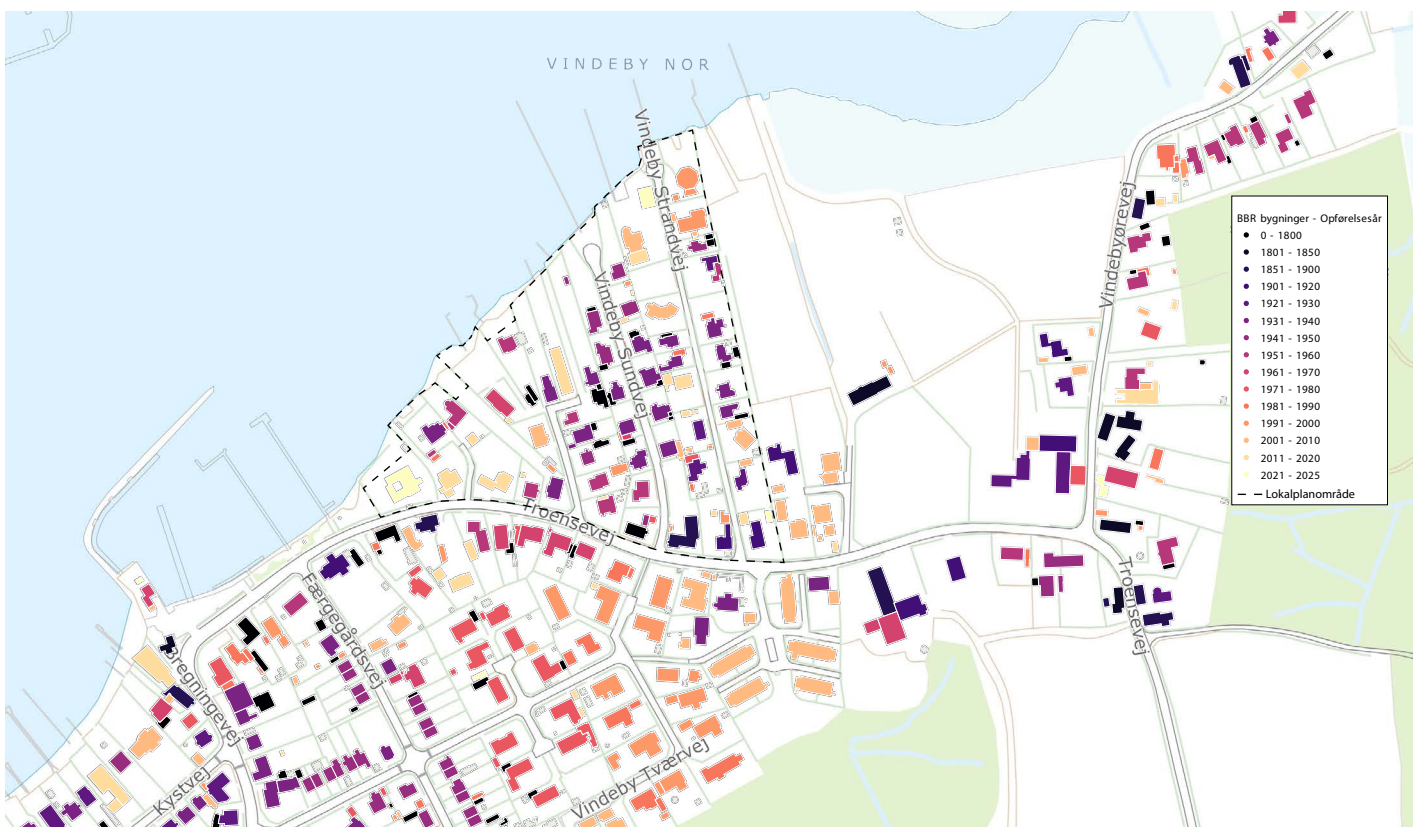 VINDEBY NOR
Vindeby Strandvej
Vindeby Sundvej
Vindebyørevej
BBR bygninger - Opførelsesår
0 - 1800
1801 - 1850
1851 - 1900
1901 - 1920
1921 - 1930
1931 - 1940
1941 - 1950
1951 - 1960
1961 - 1970
1971 - 1980
1981 - 1990
1991 - 2000
2001 - 2010
2011 - 2020
2021 - 2025
Lokalplanområde
Troensevej
Færgegårdsvej
Troensevej
Vindeby Tværvej
Kystvej